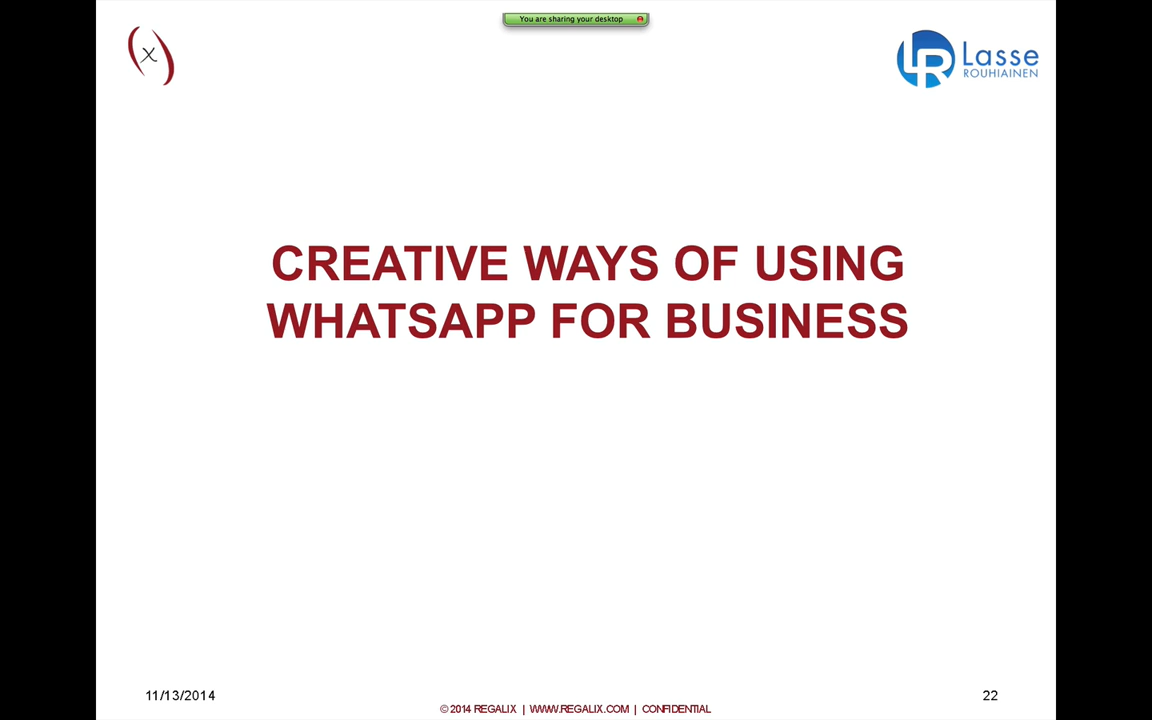 You are sharing your desktop
(x)
LR Lasse
ROUHIAINEN
CREATIVE WAYS OF USING
WHATSAPP FOR BUSINESS
11/13/2014
22
© 2014 REGALIX | WWW.REGALIX.COM | CONFIDENTIAL